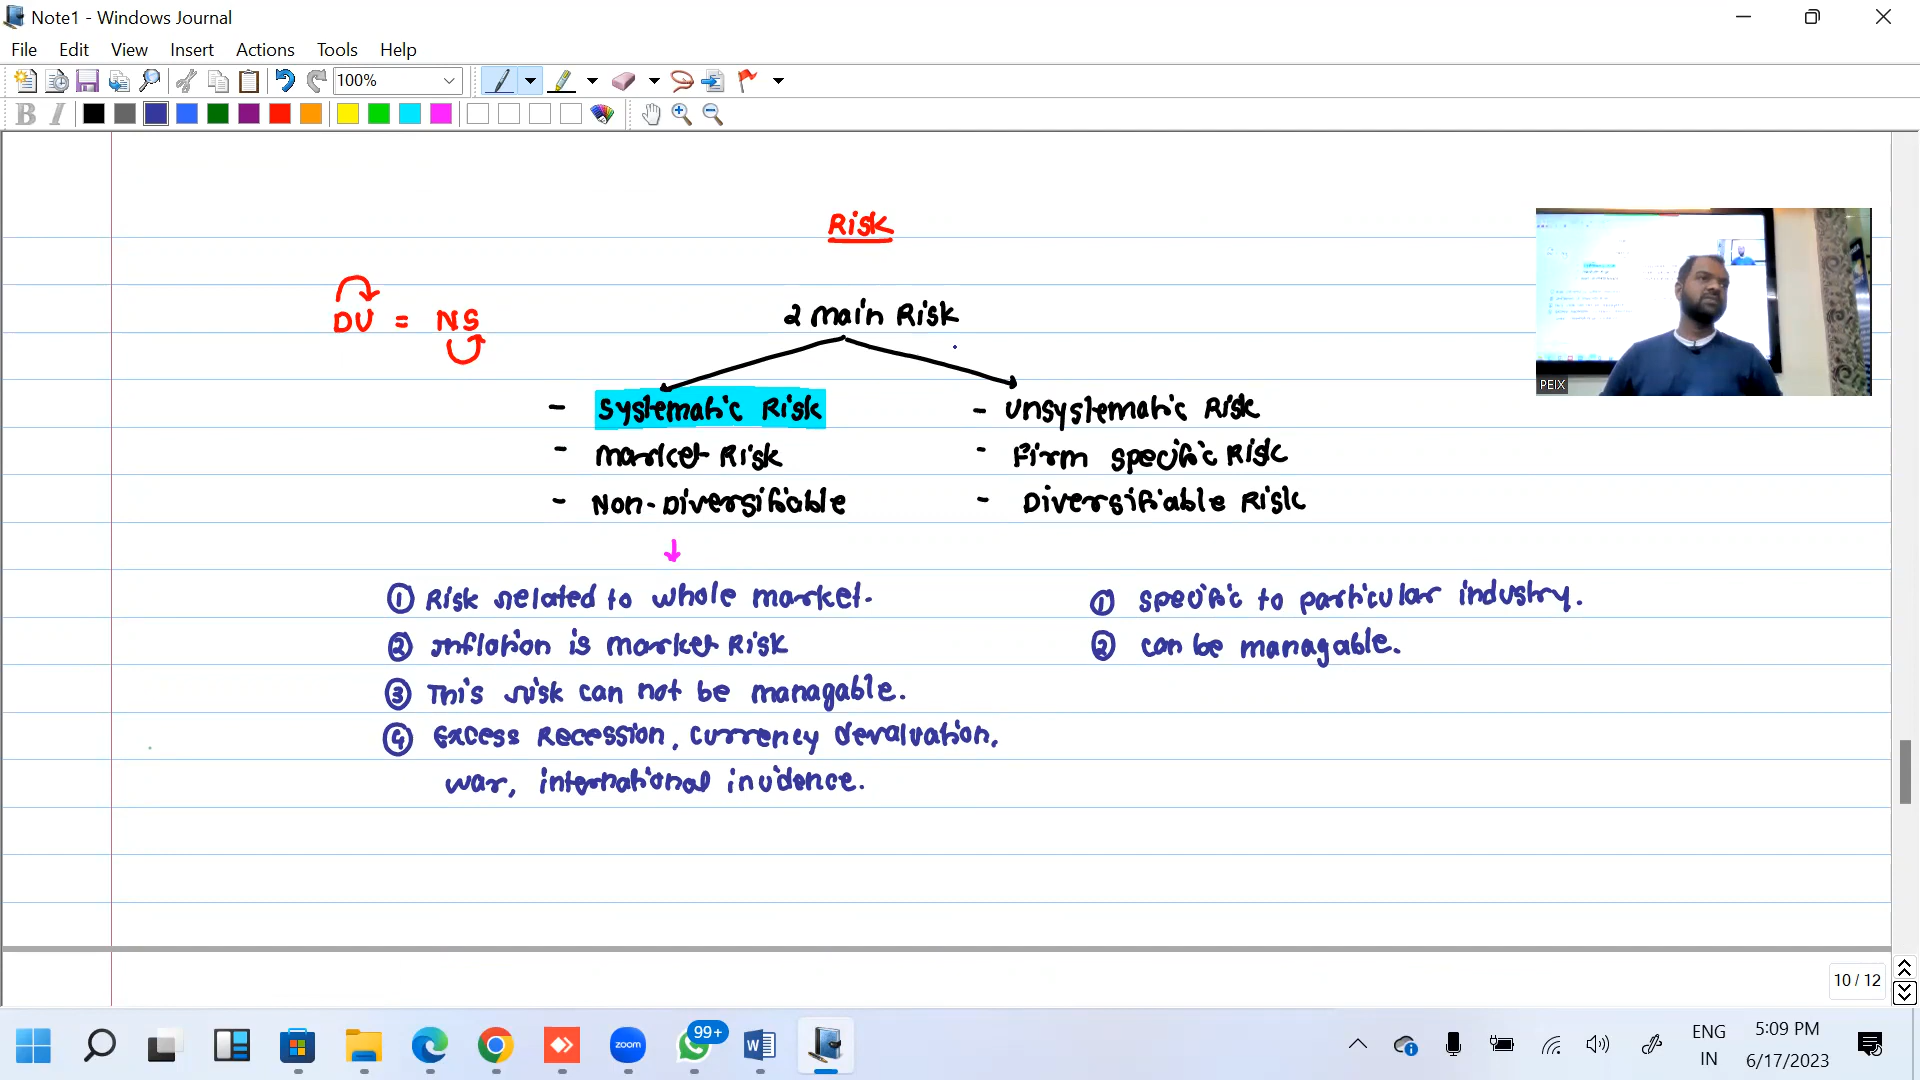 Note1 - Windows Journal
File Edit View Insert Actions Tools Help
100%
B I
Risk
DU = NS
2 main Risk
- Systematic Risk
- Unsystematic Risk
- Market Risk
- Firm Specific Risk
- Non-Diversifiable
- Diversifiable Risk
PEIX
① Risk related to whole market.
② Inflation is Market Risk
③ This risk can not be managable.
④ Excess Recession, currency devaluation,
war, international incidence.
① Specific to particular industry.
② can be managable.
10 / 12
99+
zoom
W
ENG
IN
5:09 PM
6/17/2023